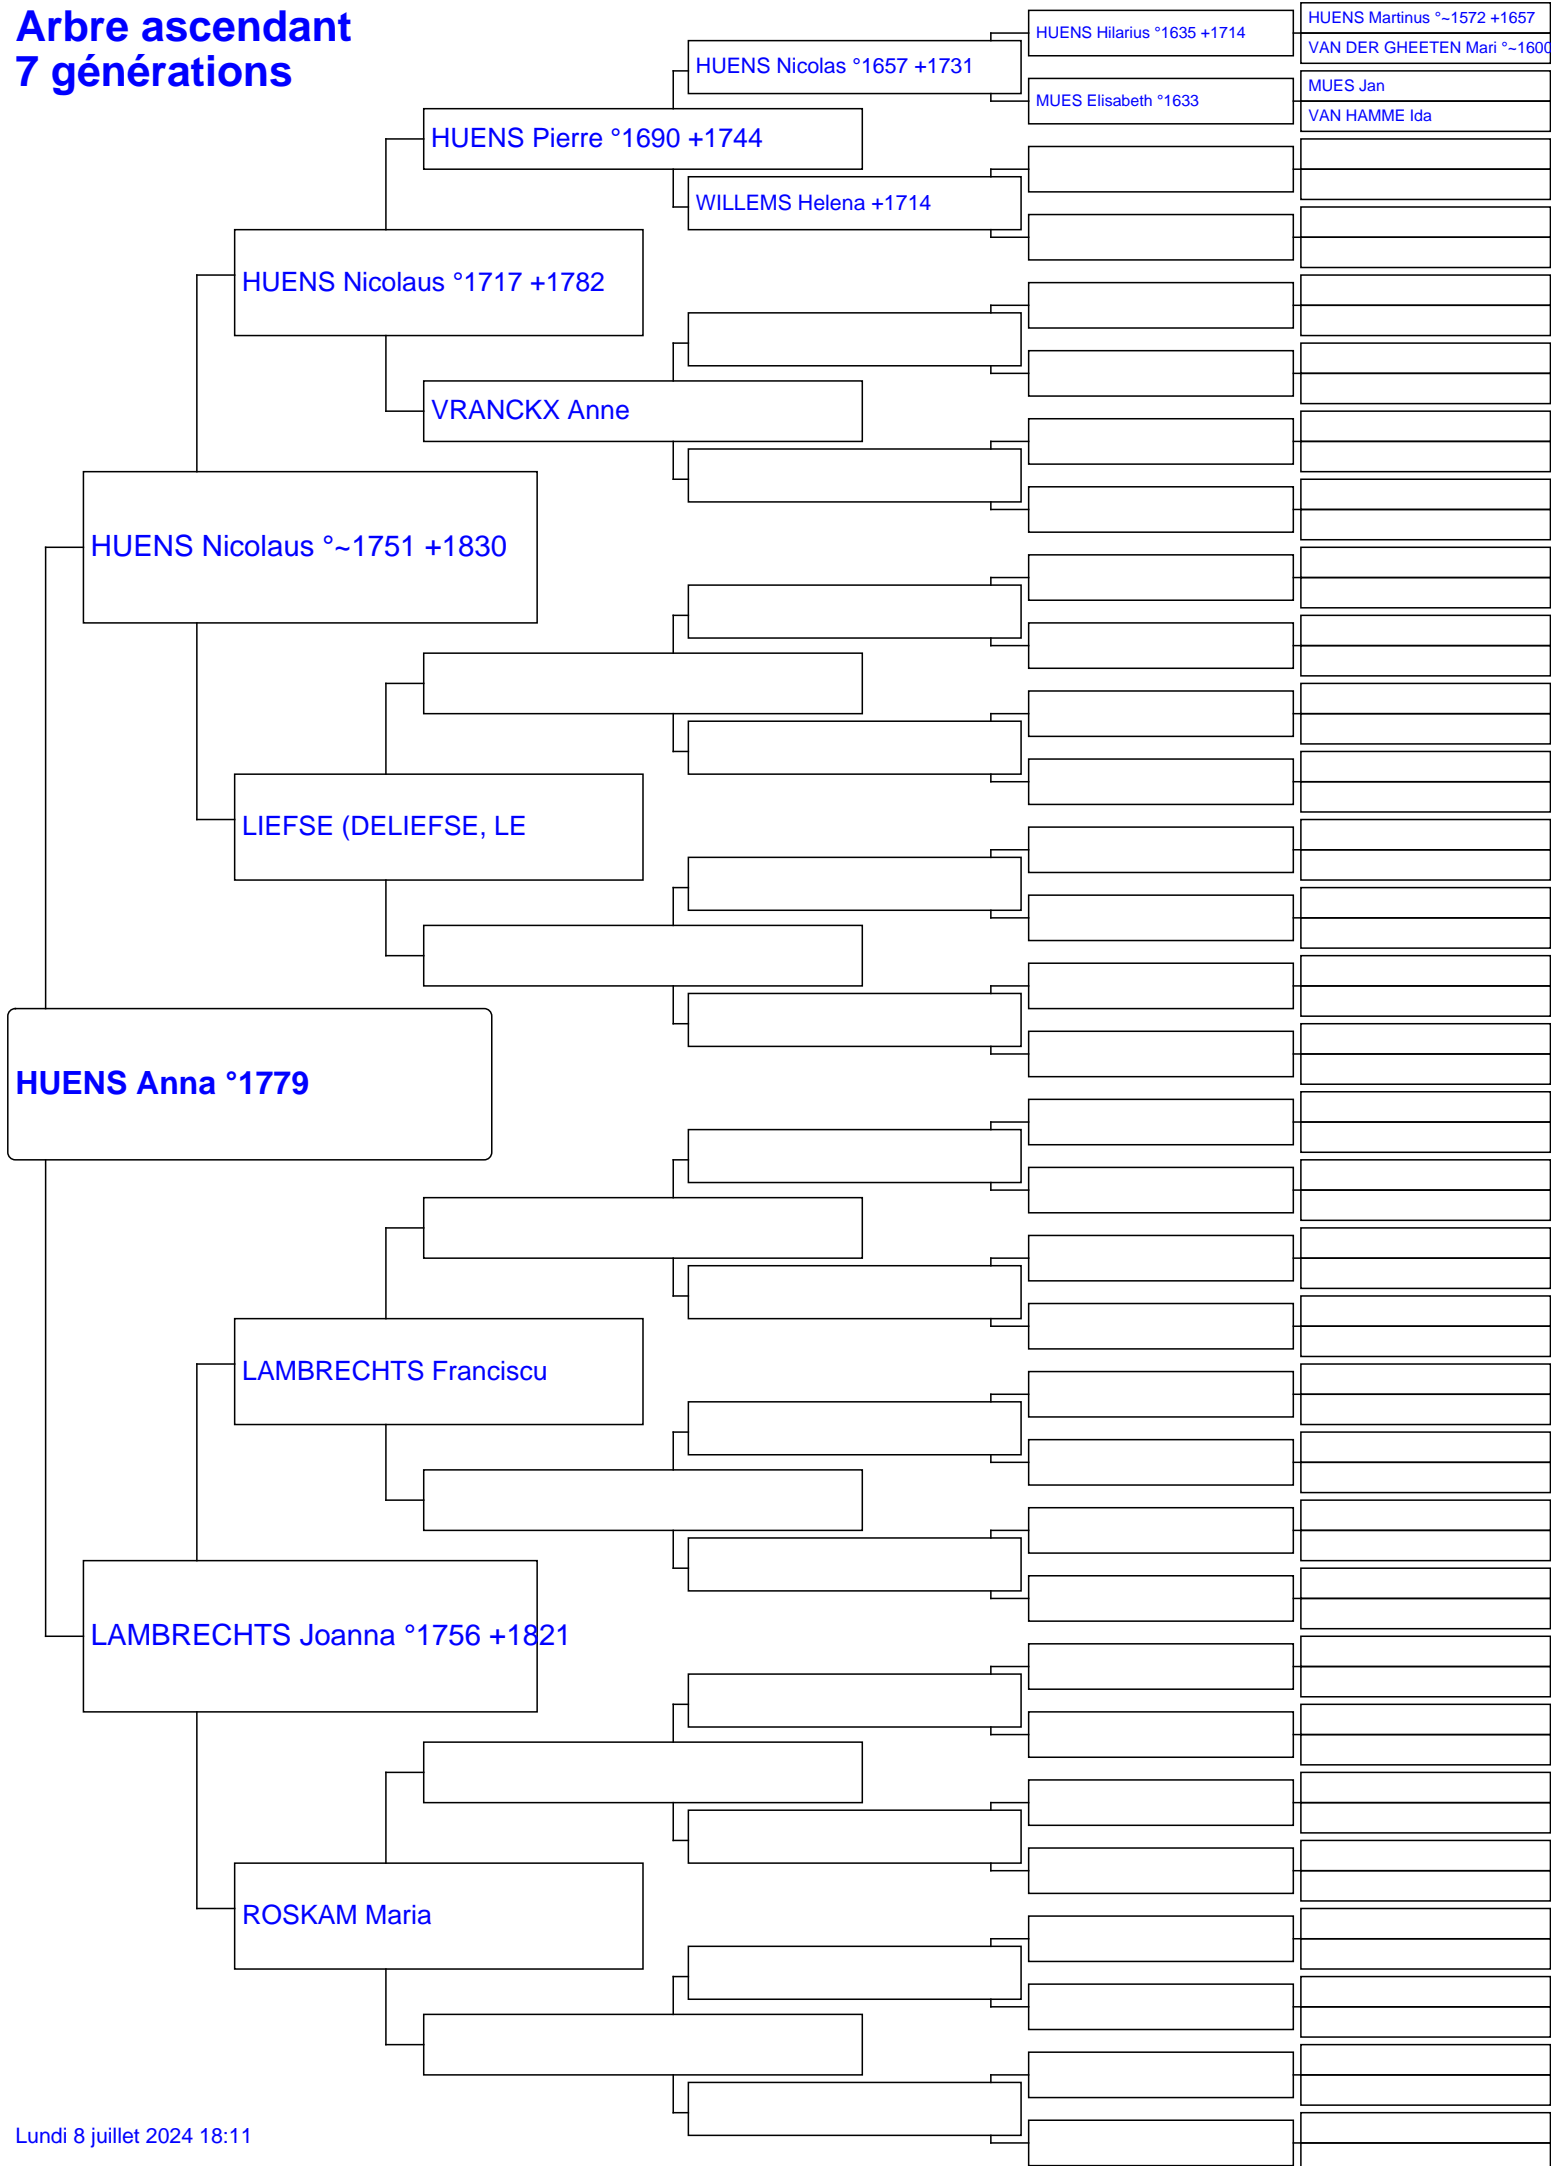 Arbre ascendant
7 générations
HUENS Martinus °~1572 +1657
HUENS Hilarius °1635 +1714
VAN DER GHEETEN Mari °~1600
HUENS Nicolas °1657 +1731
MUES Jan
MUES Elisabeth °1633
VAN HAMME Ida
HUENS Pierre °1690 +1744
WILLEMS Helena +1714
HUENS Nicolaus °1717 +1782
VRANCKX Anne
HUENS Nicolaus °~1751 +1830
LIEFSE (DELIEFSE, LE
HUENS Anna °1779
LAMBRECHTS Franciscu
LAMBRECHTS Joanna °1756 +1821
ROSKAM Maria
Lundi 8 juillet 2024 18:11